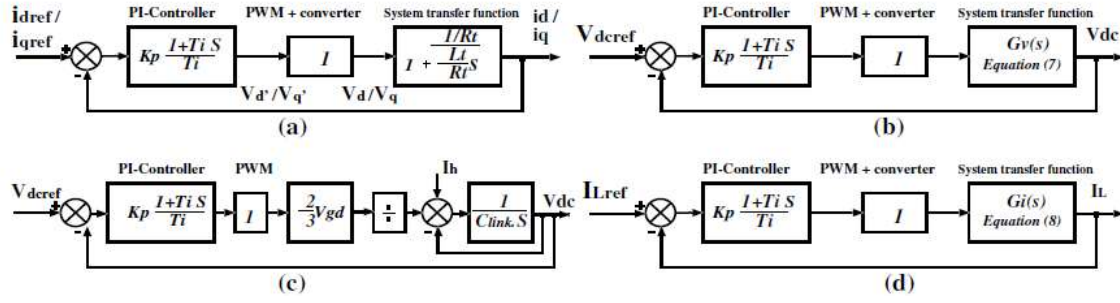 PI-Controller
PWM + converter
System transfer function
idref /
iqref
+
-
Kp 1+Ti S / Ti
1
1/Rt
1 + Lt/Rt S
id /
iq
Vd'/Vq'
Vd/Vq
(a)
PI-Controller
PWM + converter
System transfer function
Vdcref
+
-
Kp 1+Ti S / Ti
1
Gv(s)
Equation (7)
Vdc
(b)
PI-Controller
PWM
Vdcref
+
-
Kp 1+Ti S / Ti
1
2/3 Vgd
÷
Ih
-
1 / Clink. S
Vdc
(c)
PI-Controller
PWM + converter
System transfer function
ILref
+
-
Kp 1+Ti S / Ti
1
Gi(s)
Equation (8)
IL
(d)